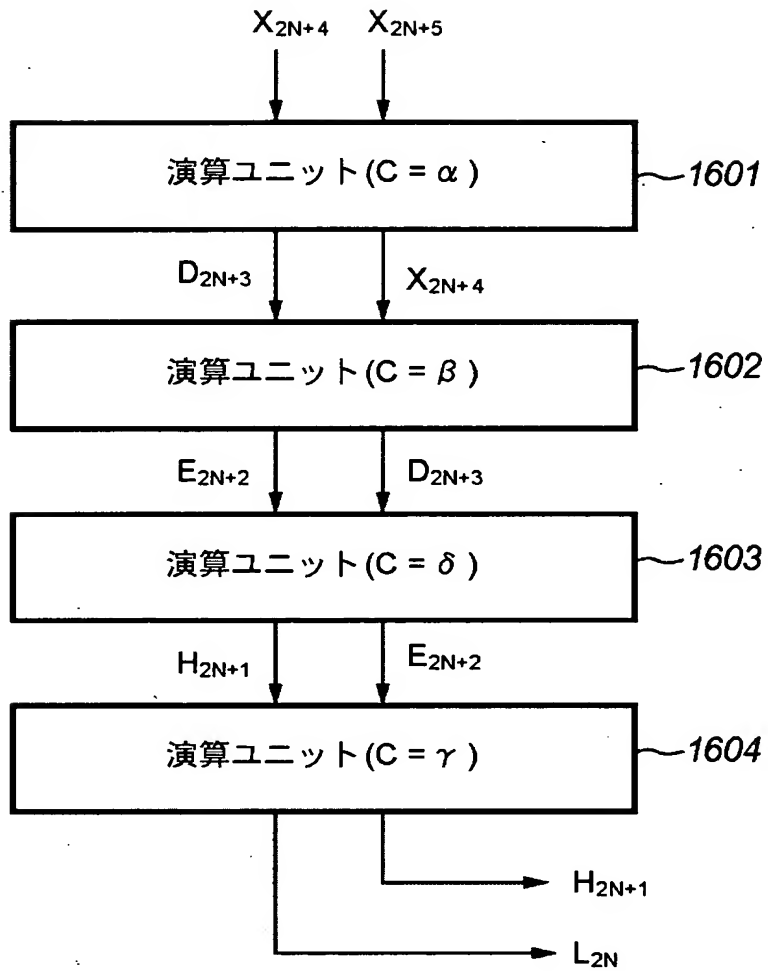 X2N+4 X2N+5
演算ユニット(C = α )
1601
D2N+3 X2N+4
演算ユニット(C = β )
1602
E2N+2 D2N+3
演算ユニット(C = δ )
1603
H2N+1 E2N+2
演算ユニット(C = γ )
1604
H2N+1
L2N